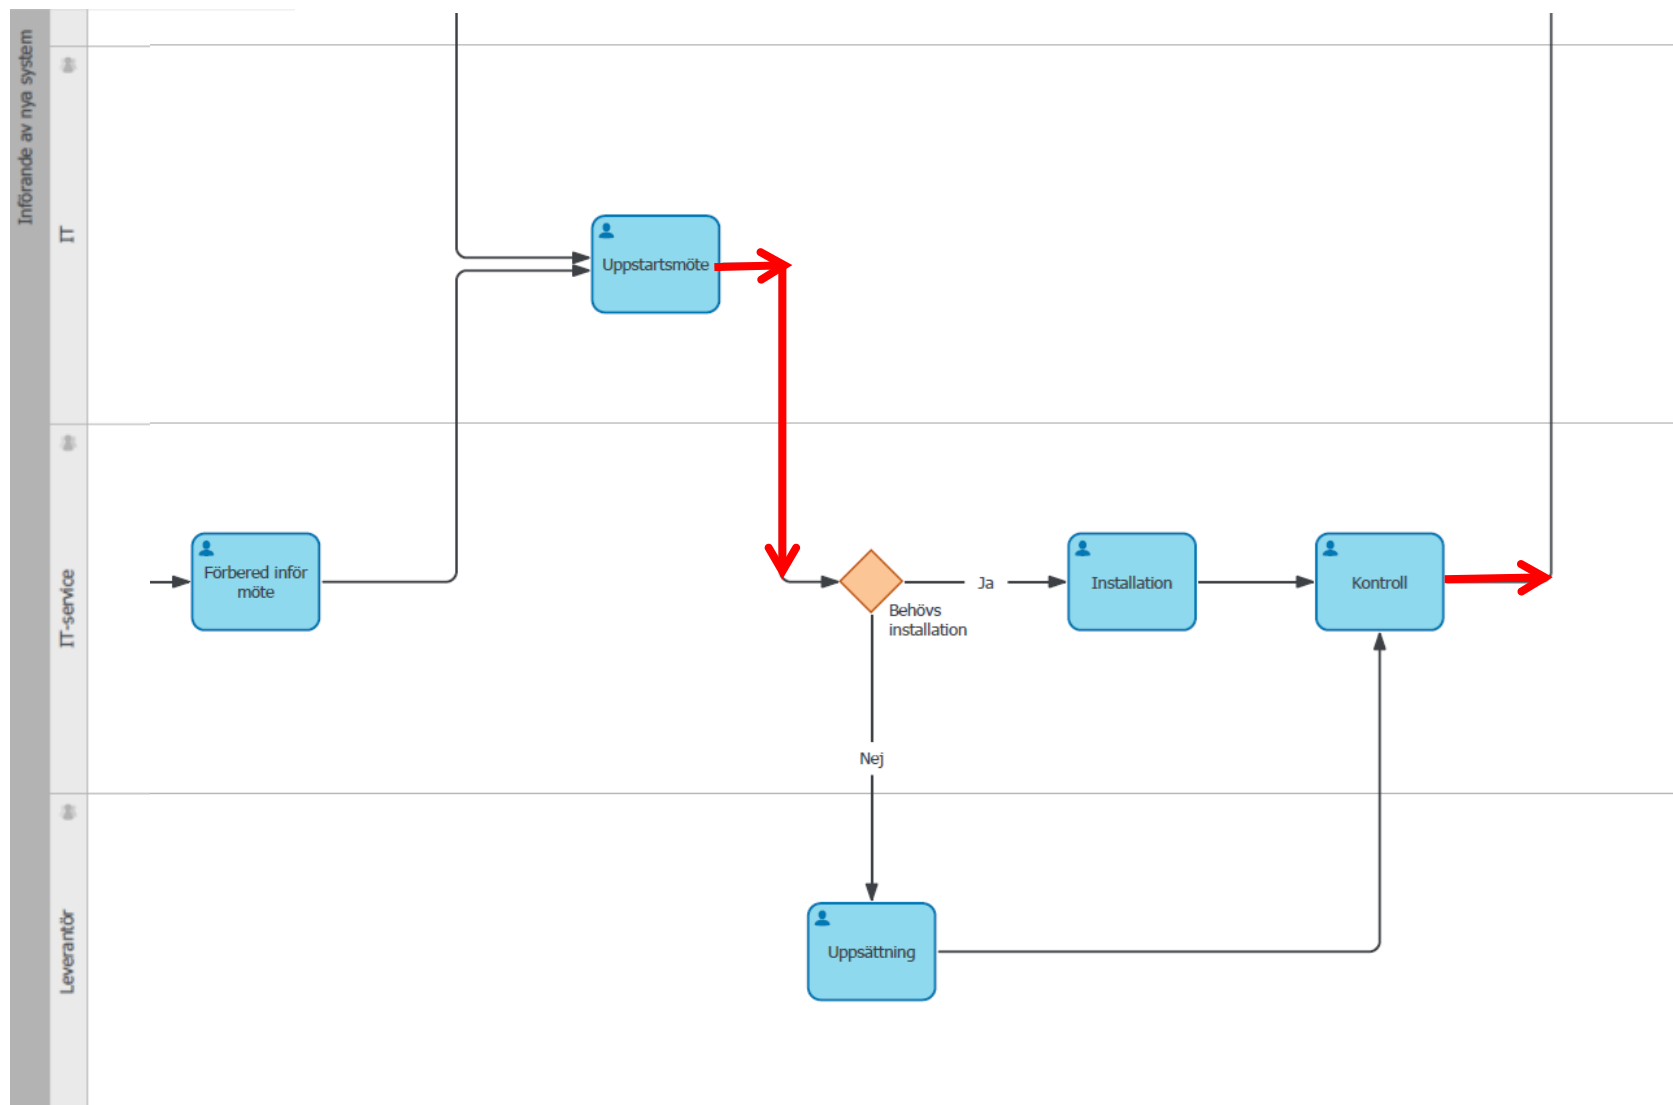 Införande av nya system
IT
Uppstartsmöte
IT-service
Förbered inför
möte
Behövs
installation
Ja
Installation
Kontroll
Nej
Leverantör
Uppsättning